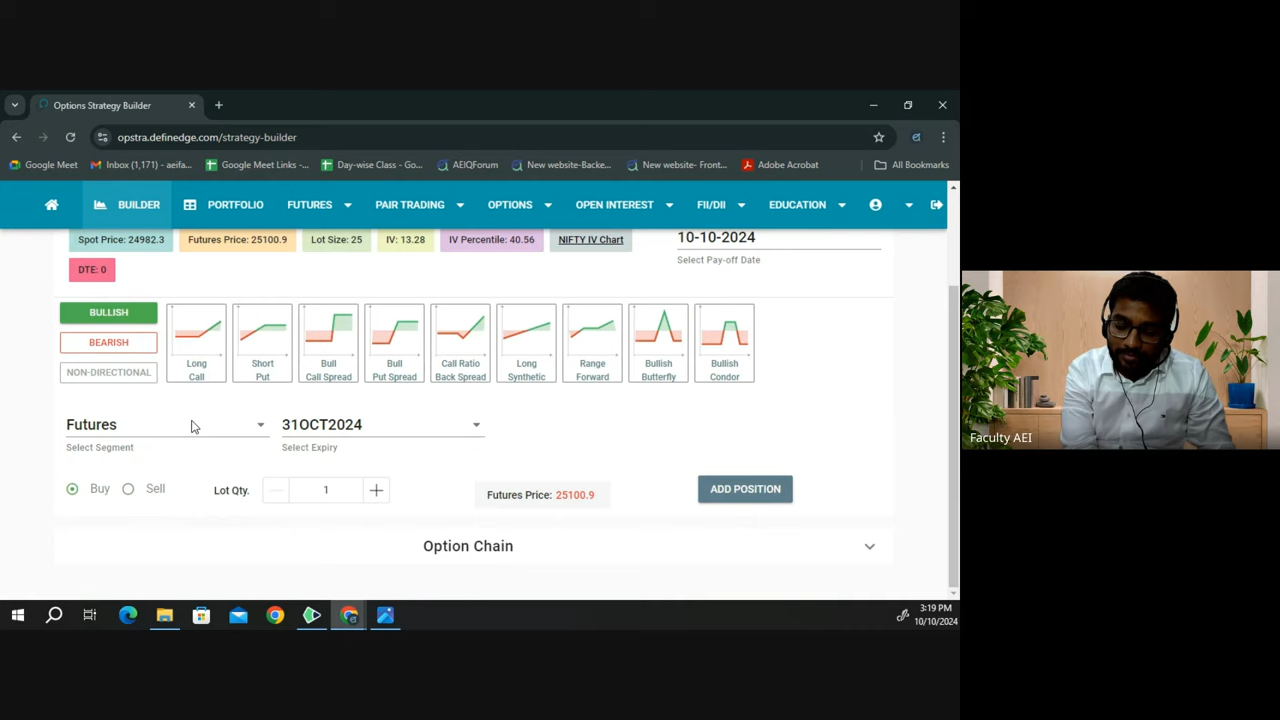 Options Strategy Builder
opstra.definedge.com/strategy-builder
Google Meet
Inbox (1,171) - aeifa...
Google Meet Links -...
Day-wise Class - Go...
AEIQForum
New website-Backe...
New website- Front...
Adobe Acrobat
All Bookmarks
BUILDER
PORTFOLIO
FUTURES
PAIR TRADING
OPTIONS
OPEN INTEREST
FII/DII
EDUCATION
Spot Price: 24982.3
Futures Price: 25100.9
Lot Size: 25
IV: 13.28
IV Percentile: 40.56
NIFTY IV Chart
10-10-2024
Select Pay-off Date
DTE: 0
BULLISH
BEARISH
NON-DIRECTIONAL
Long
Call
Short
Put
Bull
Call Spread
Bull
Put Spread
Call Ratio
Back Spread
Long
Synthetic
Range
Forward
Bullish
Butterfly
Bullish
Condor
Futures
Select Segment
31OCT2024
Select Expiry
Buy
Sell
Lot Qty.
1
Futures Price: 25100.9
ADD POSITION
Option Chain
3:19 PM
10/10/2024
Faculty AEI